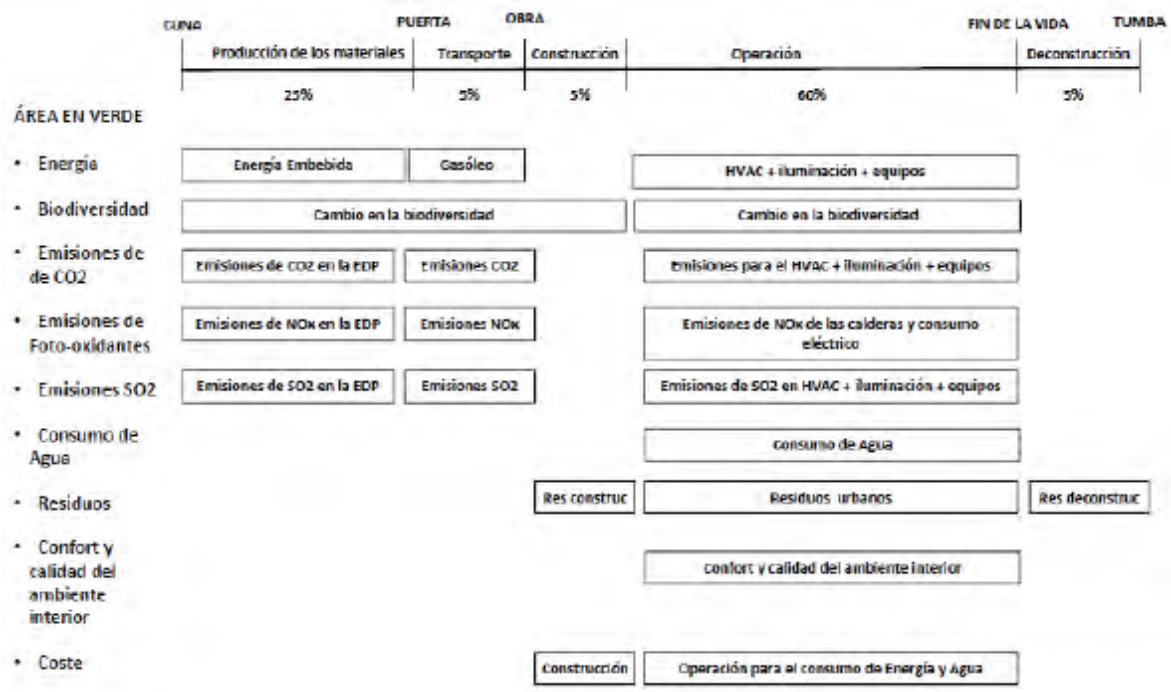 CUNA PUERTA OBRA FIN DE LA VIDA TUMBA
Producción de los materiales Transporte Construcción Operación Deconstrucción
25% 5% 5% 60% 5%
ÁREA EN VERDE
• Energía Energía Embebida Gasóleo HVAC + iluminación + equipos
• Biodiversidad Cambio en la biodiversidad Cambio en la biodiversidad
• Emisiones de
de CO2 Emisiones de CO2 en la EDP Emisiones CO2 Emisiones para el HVAC + iluminación + equipos
• Emisiones de
Foto-oxidantes Emisiones de NOx en la EDP Emisiones NOx Emisiones de NOx de las calderas y consumo
eléctrico
• Emisiones SO2 Emisiones de SO2 en la EDP Emisiones SO2 Emisiones de SO2 en HVAC + iluminación + equipos
• Consumo de
Agua Consumo de Agua
• Residuos Res construc Residuos urbanos Res deconstruc
• Confort y
calidad del
ambiente
interior Confort y calidad del ambiente interior
• Coste Construcción Operación para el consumo de Energía y Agua